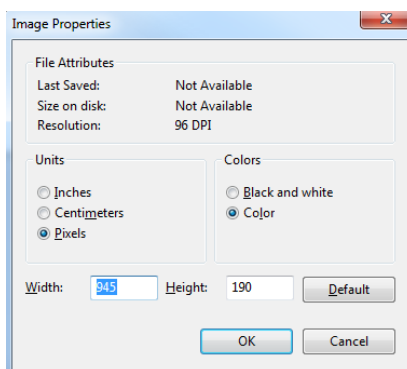 Image Properties
File Attributes
Last Saved: Not Available
Size on disk: Not Available
Resolution: 96 DPI
Units
Colors
Inches
Black and white
Centimeters
Color
Pixels
Width: 945 Height: 190 Default
OK Cancel